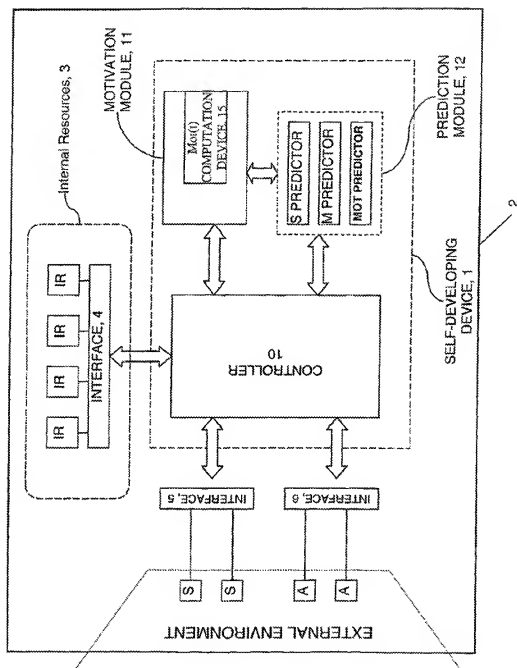 Internal Resources, 3
IR
IR
IR
IR
INTERFACE, 4
MOTIVATION
MODULE, 11
Mot(t)
COMPUTATION
DEVICE, 15
CONTROLLER
10
S PREDICTOR
M PREDICTOR
MOT PREDICTOR
PREDICTION
MODULE, 12
SELF-DEVELOPING
DEVICE, 1
INTERFACE, 5
INTERFACE, 6
S
S
A
A
EXTERNAL ENVIRONMENT
2